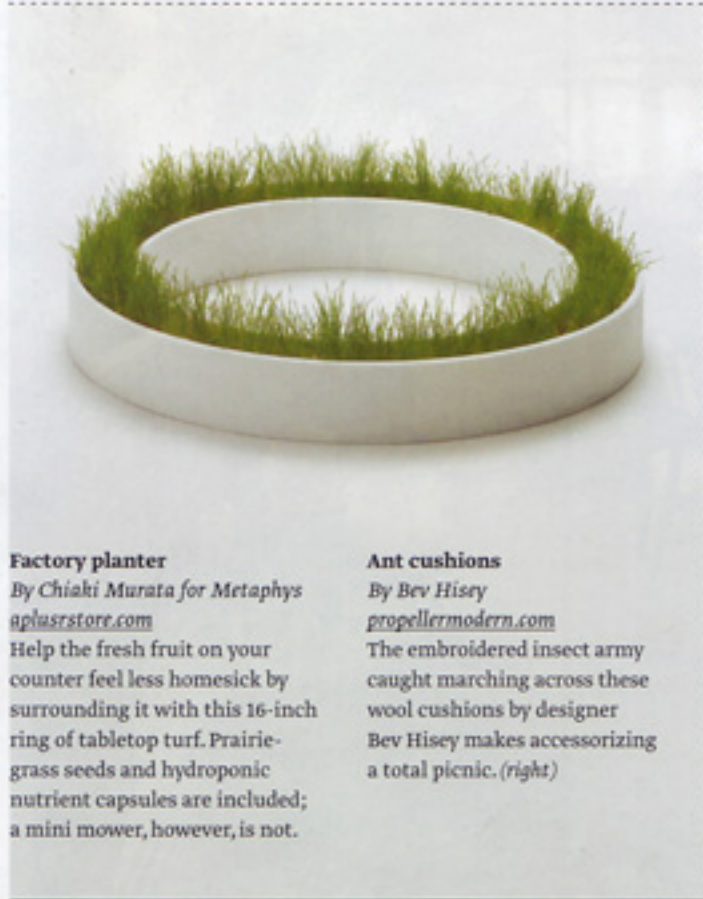 Factory planter
By Chiaki Murata for Metaphys
aplusrstore.com
Help the fresh fruit on your
counter feel less homesick by
surrounding it with this 16-inch
ring of tabletop turf. Prairie-
grass seeds and hydroponic
nutrient capsules are included;
a mini mower, however, is not.
Ant cushions
By Bev Hisey
propellermodern.com
The embroidered insect army
caught marching across these
wool cushions by designer
Bev Hisey makes accessorizing
a total picnic. (right)